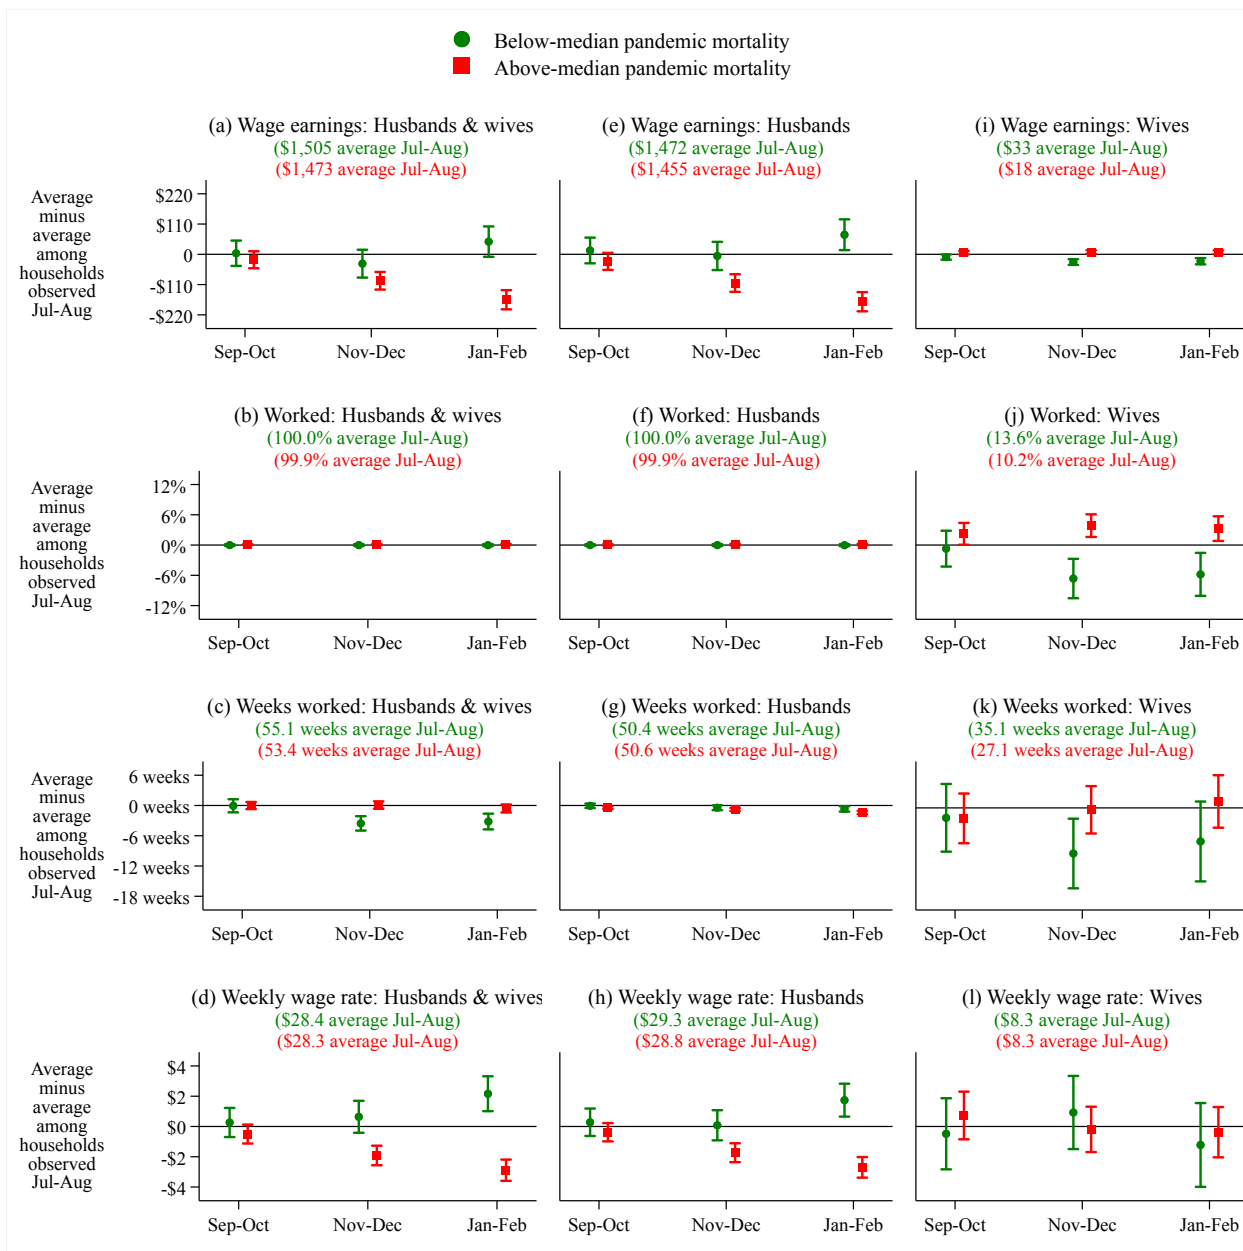 Below-median pandemic mortality
Above-median pandemic mortality
(a) Wage earnings: Husbands & wives
($1,505 average Jul-Aug)
($1,473 average Jul-Aug)
Average
minus
average
among
households
observed
Jul-Aug
$220
$110
0
-$110
-$220
Sep-Oct
Nov-Dec
Jan-Feb
(e) Wage earnings: Husbands
($1,472 average Jul-Aug)
($1,455 average Jul-Aug)
Sep-Oct
Nov-Dec
Jan-Feb
(i) Wage earnings: Wives
($33 average Jul-Aug)
($18 average Jul-Aug)
Sep-Oct
Nov-Dec
Jan-Feb
(b) Worked: Husbands & wives
(100.0% average Jul-Aug)
(99.9% average Jul-Aug)
Average
minus
average
among
households
observed
Jul-Aug
12%
6%
0%
-6%
-12%
Sep-Oct
Nov-Dec
Jan-Feb
(f) Worked: Husbands
(100.0% average Jul-Aug)
(99.9% average Jul-Aug)
Sep-Oct
Nov-Dec
Jan-Feb
(j) Worked: Wives
(13.6% average Jul-Aug)
(10.2% average Jul-Aug)
Sep-Oct
Nov-Dec
Jan-Feb
(c) Weeks worked: Husbands & wives
(55.1 weeks average Jul-Aug)
(53.4 weeks average Jul-Aug)
Average
minus
average
among
households
observed
Jul-Aug
6 weeks
0 weeks
-6 weeks
-12 weeks
-18 weeks
Sep-Oct
Nov-Dec
Jan-Feb
(g) Weeks worked: Husbands
(50.4 weeks average Jul-Aug)
(50.6 weeks average Jul-Aug)
Sep-Oct
Nov-Dec
Jan-Feb
(k) Weeks worked: Wives
(35.1 weeks average Jul-Aug)
(27.1 weeks average Jul-Aug)
Sep-Oct
Nov-Dec
Jan-Feb
(d) Weekly wage rate: Husbands & wives
($28.4 average Jul-Aug)
($28.3 average Jul-Aug)
Average
minus
average
among
households
observed
Jul-Aug
$4
$2
$0
-$2
-$4
Sep-Oct
Nov-Dec
Jan-Feb
(h) Weekly wage rate: Husbands
($29.3 average Jul-Aug)
($28.8 average Jul-Aug)
Sep-Oct
Nov-Dec
Jan-Feb
(l) Weekly wage rate: Wives
($8.3 average Jul-Aug)
($8.3 average Jul-Aug)
Sep-Oct
Nov-Dec
Jan-Feb